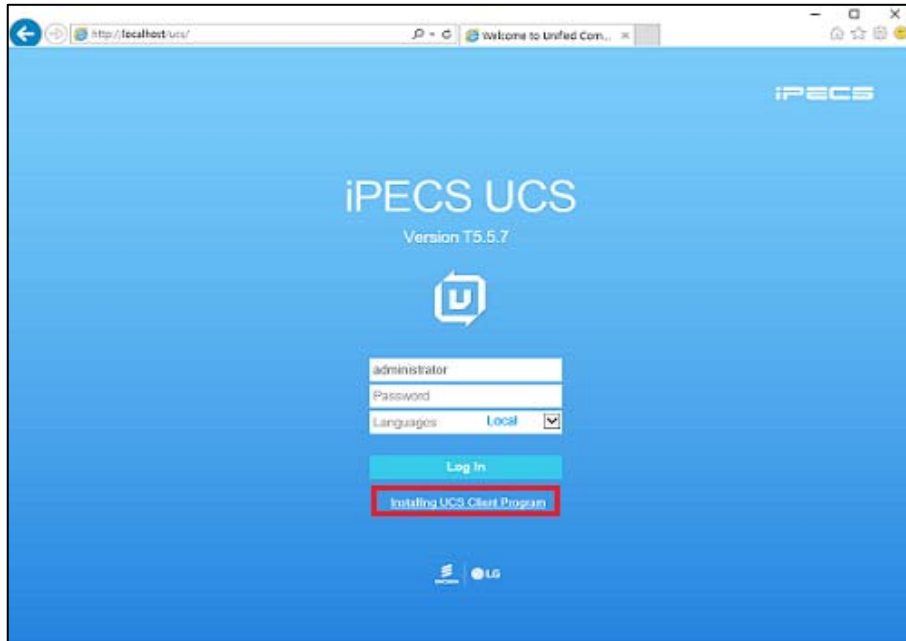 http://localhost/ucs/
Welcome to Unified Com...
iPECS
iPECS UCS
Version T5.5.7
U
administrator
Password
Languages Local
Log In
Installing UCS Client Program
LG